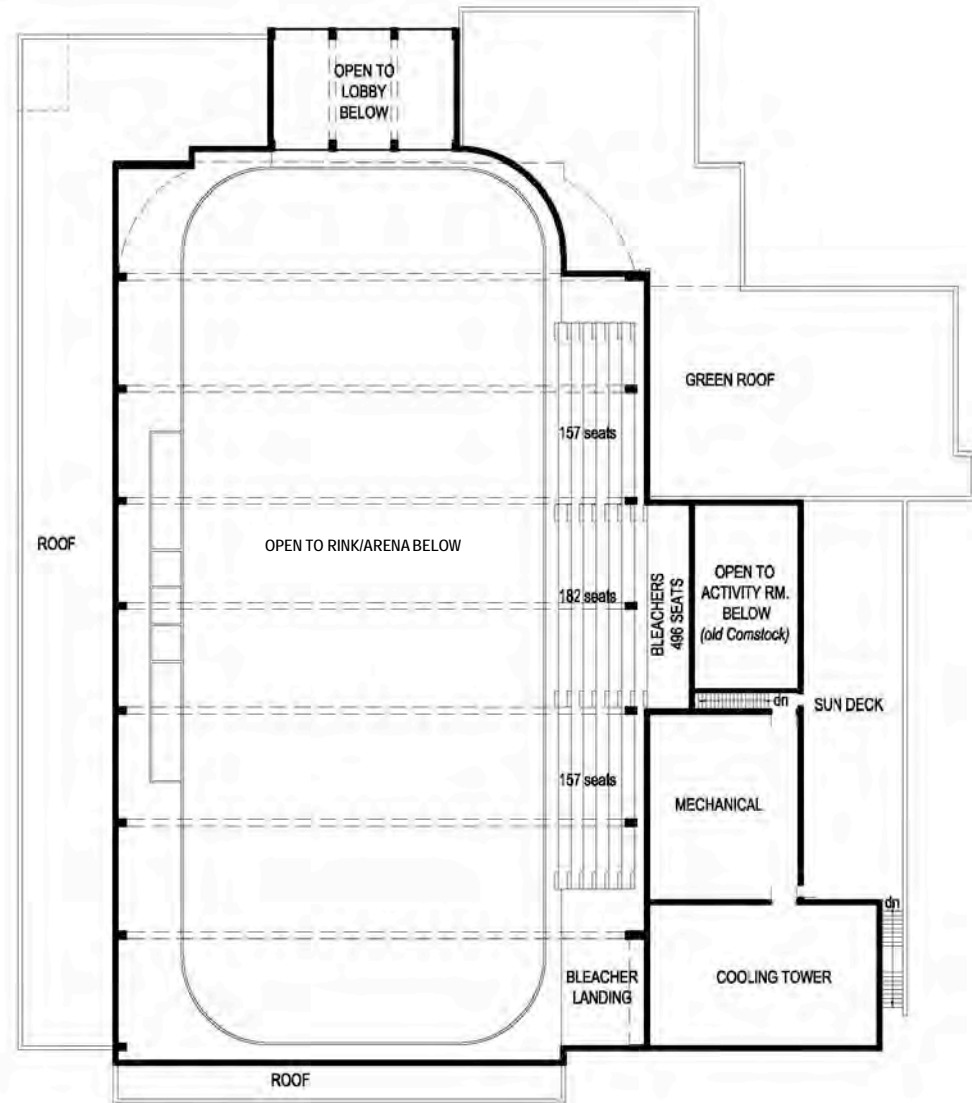 OPEN TO
LOBBY
BELOW
GREEN ROOF
157 seats
ROOF
OPEN TO RINK/ARENA BELOW
182 seats
BLEACHERS
496 SEATS
OPEN TO
ACTIVITY RM.
BELOW
(old Comstock)
dn
SUN DECK
157 seats
MECHANICAL
dn
BLEACHER
LANDING
COOLING TOWER
ROOF